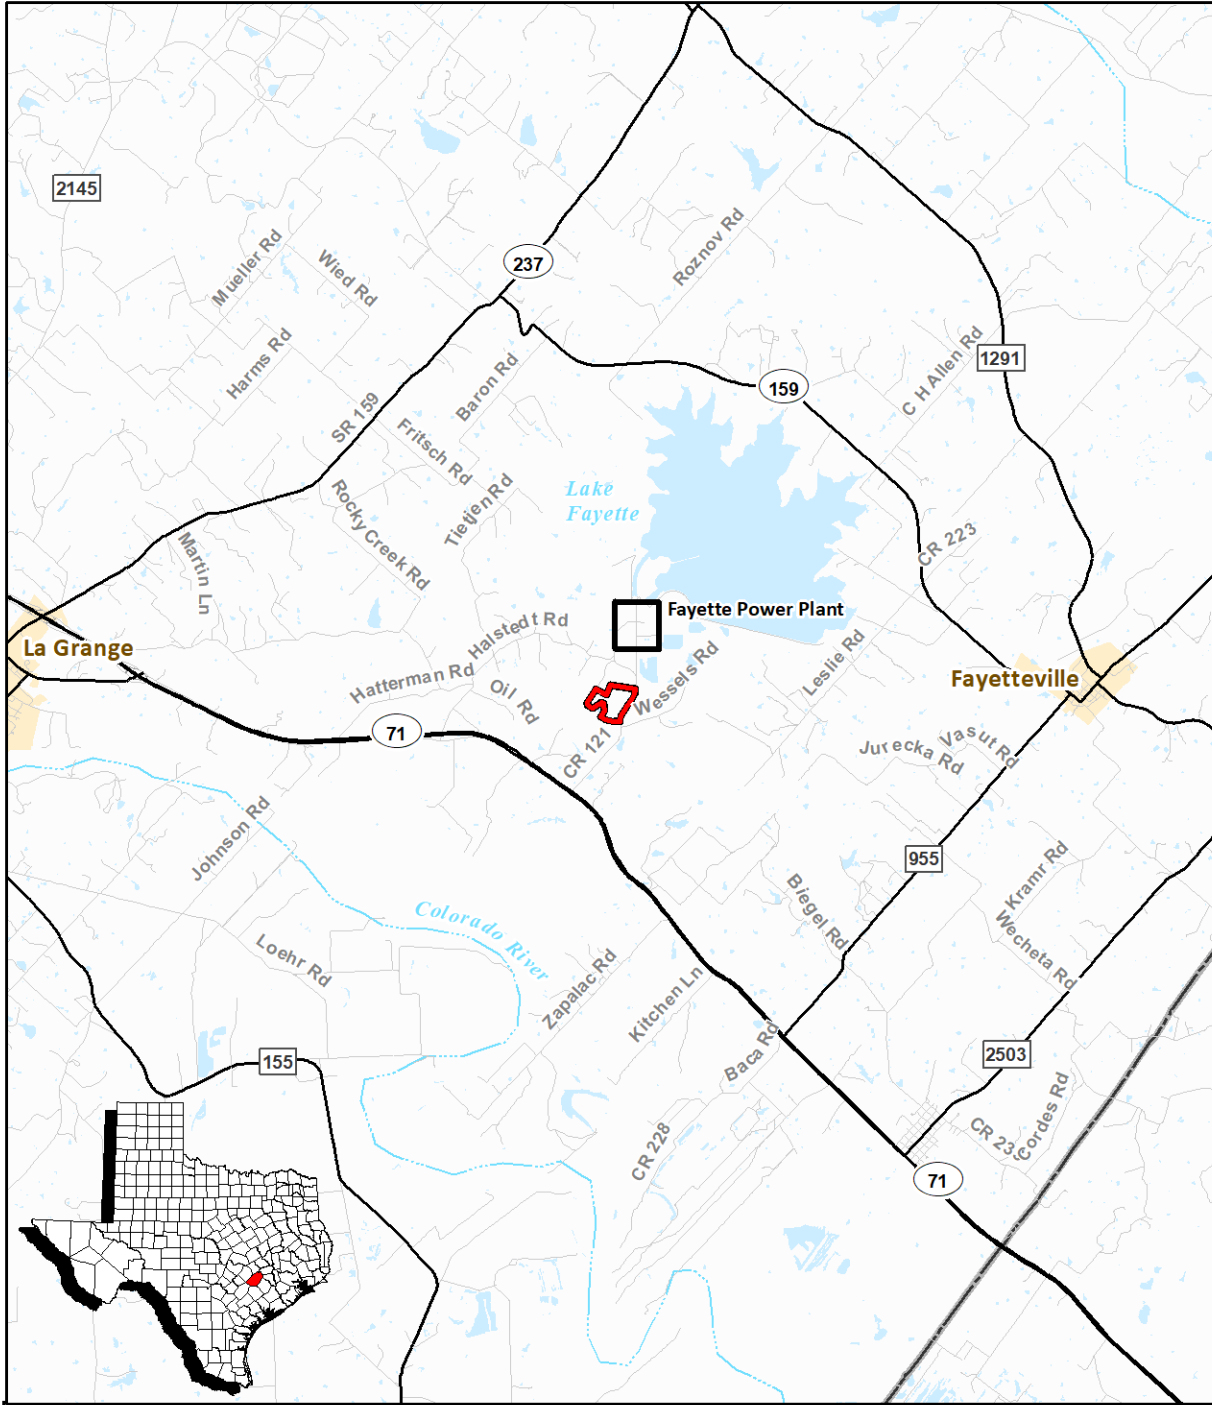 2145
Mueller Rd
Wied Rd
237
Roznov Rd
Harms Rd
Baron Rd
159
C H Allen Rd
1291
SR 159
Fritsch Rd
Lake
Fayette
Rocky Creek Rd
Tietjen Rd
CR 223
Martin Ln
Fayette Power Plant
Halstedt Rd
La Grange
Hatterman Rd
Oil Rd
Wessels Rd
Leslie Rd
Fayetteville
71
CR 121
Jurecka Rd
Vasut Rd
Johnson Rd
955
Kramr Rd
Biegel Rd
Colorado River
Wecheta Rd
Loehr Rd
Zapalac Rd
Kitchen Ln
155
Baca Rd
2503
Cordes Rd
CR 228
71